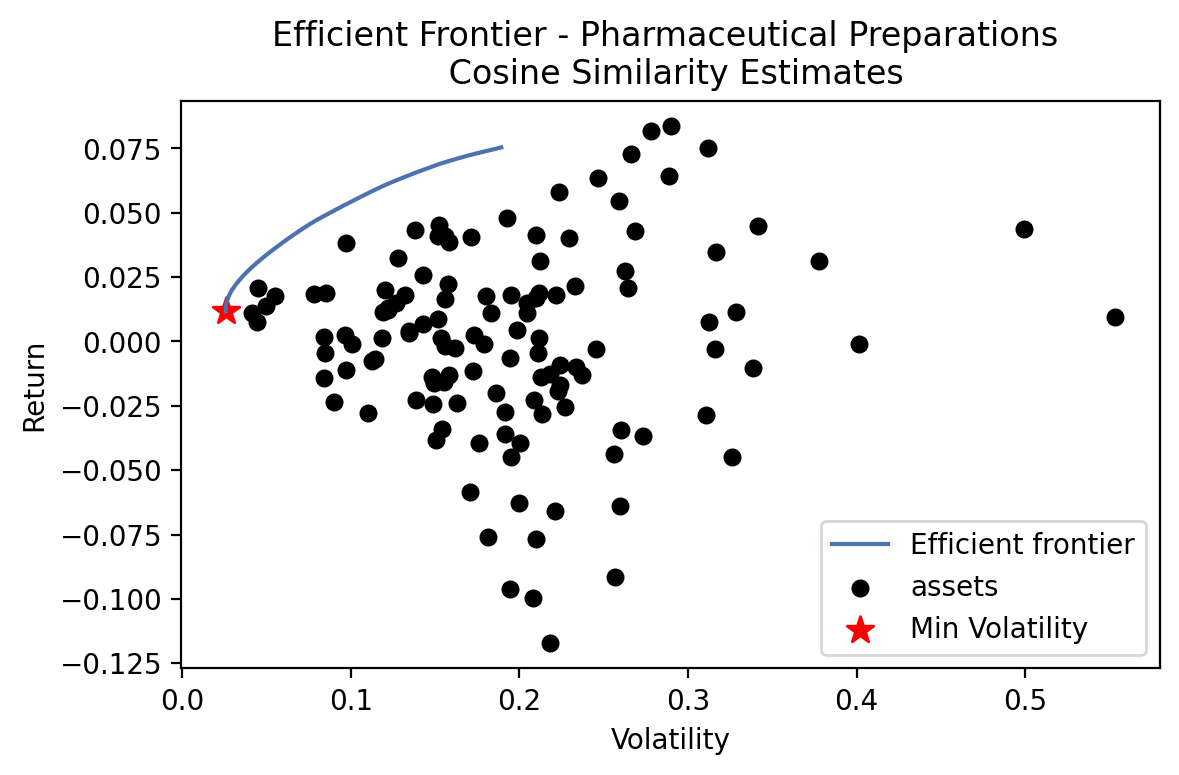 Efficient Frontier - Pharmaceutical Preparations
Cosine Similarity Estimates
0.075
0.050
0.025
0.000
−0.025
−0.050
−0.075
−0.100
−0.125
Return
0.0 0.1 0.2 0.3 0.4 0.5
Volatility
Efficient frontier
assets
Min Volatility